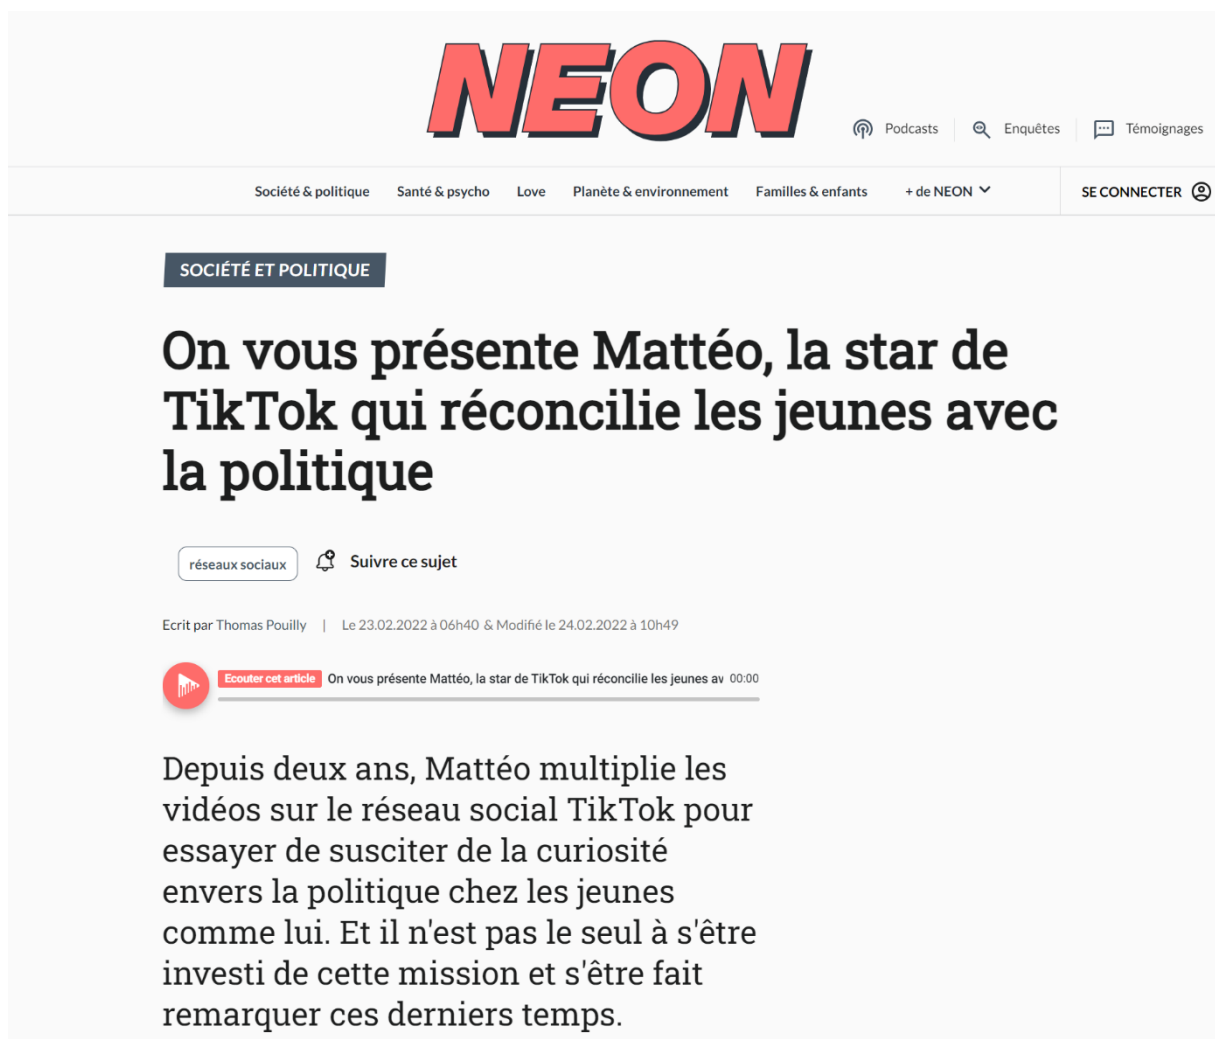 NEON
Podcasts
Enquêtes
Témoignages
Société & politique
Santé & psycho
Love
Planète & environnement
Familles & enfants
+ de NEON
SE CONNECTER
SOCIÉTÉ ET POLITIQUE
On vous présente Mattéo, la star de
TikTok qui réconcilie les jeunes avec
la politique
réseaux sociaux
Suivre ce sujet
Ecrit par Thomas Pouilly | Le 23.02.2022 à 06h40 & Modifié le 24.02.2022 à 10h49
Ecouter cet article On vous présente Mattéo, la star de TikTok qui réconcilie les jeunes av 00:00
Depuis deux ans, Mattéo multiplie les
vidéos sur le réseau social TikTok pour
essayer de susciter de la curiosité
envers la politique chez les jeunes
comme lui. Et il n'est pas le seul à s'être
investi de cette mission et s'être fait
remarquer ces derniers temps.